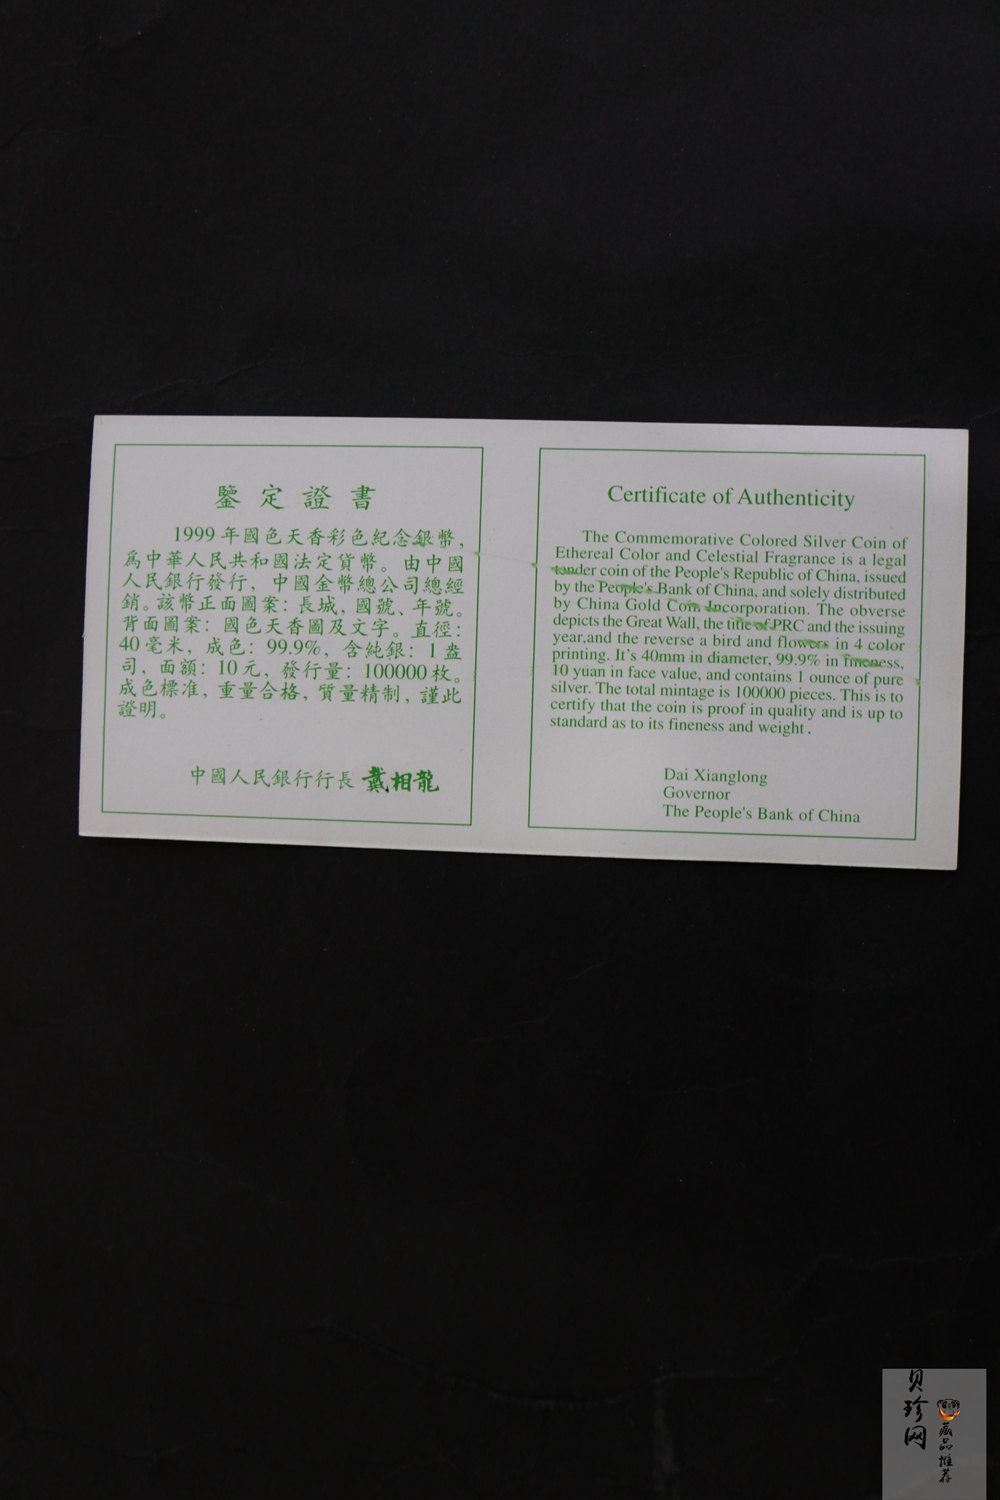 鑒定證書
1999年國色天香彩色紀念銀幣，
爲中華人民共和國法定貨幣。由中國
人民銀行發行，中國金幣總公司總經
銷。該幣正面圖案：長城，國號、年號。
背面圖案：國色天香圖及文字。直徑：
40毫米，成色：99.9%，含純銀：1盎
司，面額：10元，發行量：100000枚。
成色標准，重量合格，質量精制，謹此
證明。
中國人民銀行行長 戴相龍
Certificate of Authenticity
The Commemorative Colored Silver Coin of
Ethereal Color and Celestial Fragrance is a legal
tander coin of the People's Republic of China, issued
by the People's Bank of China, and solely distributed
by China Gold Coin Incorporation. The obverse
depicts the Great Wall, the title of PRC and the issuing
year,and the reverse a bird and flowers in 4 color
printing. It's 40mm in diameter, 99.9% in fineness,
10 yuan in face value, and contains 1 ounce of pure
silver. The total mintage is 100000 pieces. This is to
certify that the coin is proof in quality and is up to
standard as to its fineness and weight.
Dai Xianglong
Governor
The People's Bank of China
贝珍网
藏品推荐